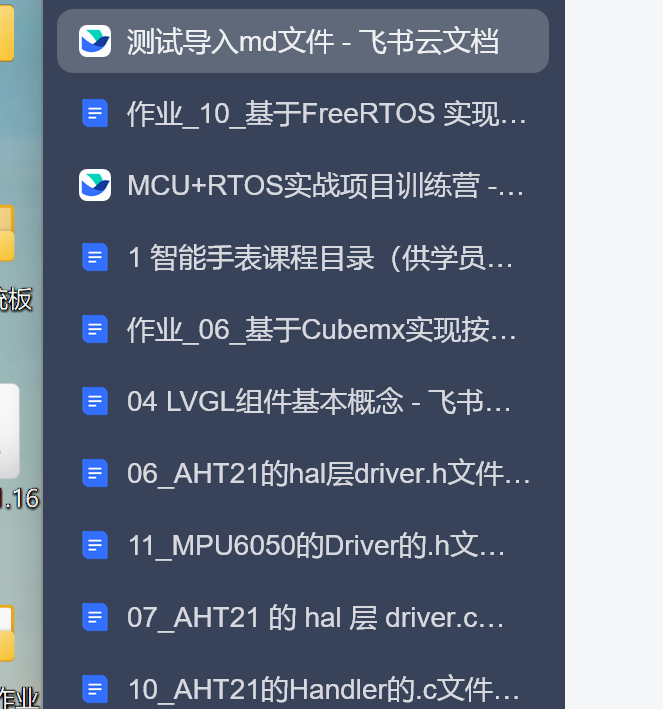 测试导入md文件 - 飞书云文档
作业_10_基于FreeRTOS 实现...
MCU+RTOS实战项目训练营 -...
1 智能手表课程目录（供学员...
统板
作业_06_基于Cubemx实现按...
04 LVGL组件基本概念 - 飞书...
06_AHT21的hal层driver.h文件...
.16
11_MPU6050的Driver的.h文...
07_AHT21 的 hal 层 driver.c...
10_AHT21的Handler的.c文件...
作业